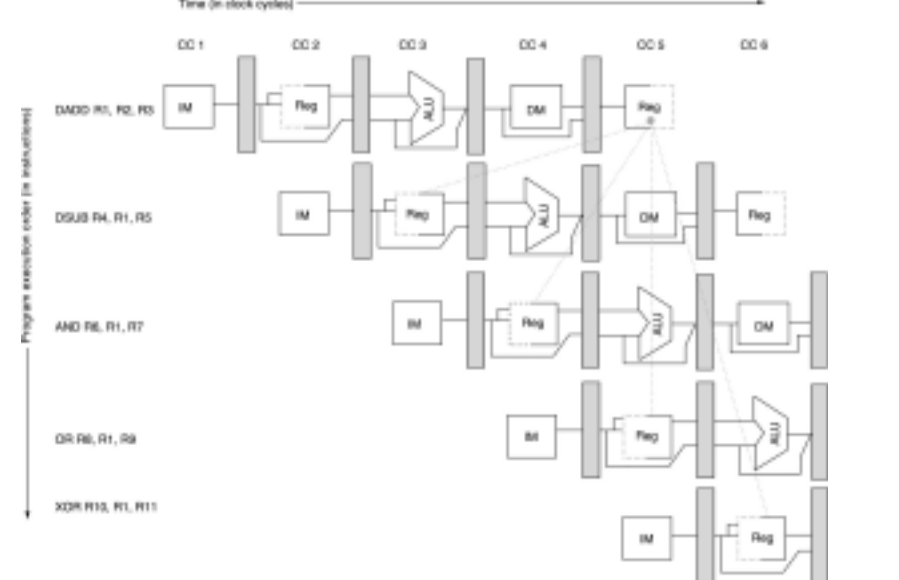 Time (in clock cycles)
CC 1 CC 2 CC 3 CC 4 CC 5 CC 6
Program execution order (in instructions)
DADD R1, R2, R3 IM Reg ALU DM Reg
DSUB R4, R1, R5 IM Reg ALU DM Reg
AND R6, R1, R7 IM Reg ALU DM
OR R8, R1, R9 IM Reg ALU
XOR R10, R1, R11
IM Reg